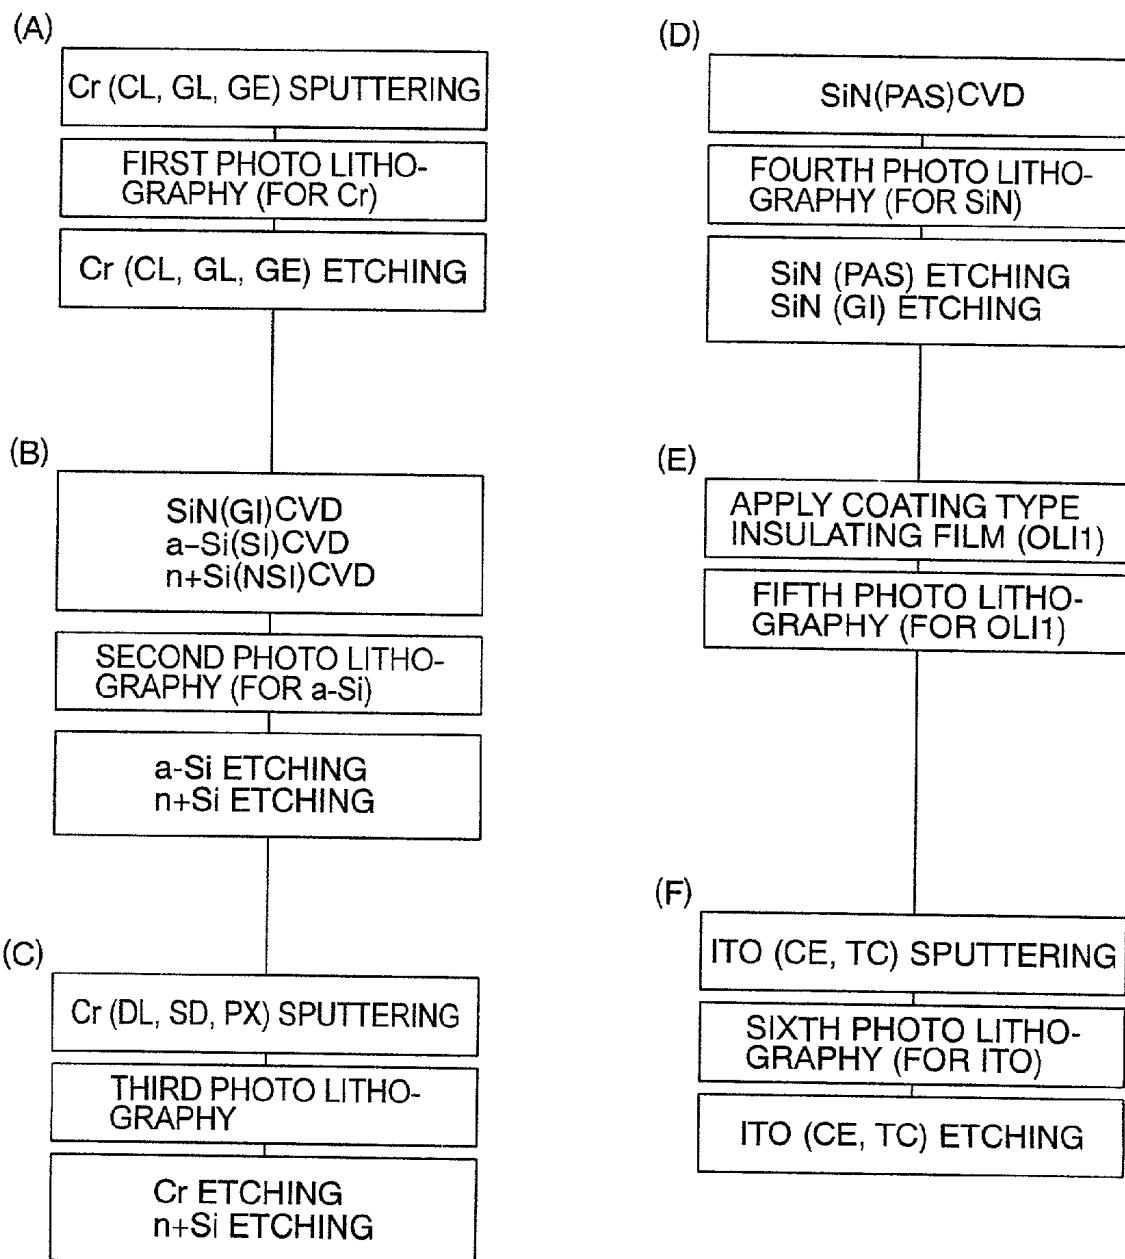 (A)
Cr (CL, GL, GE) SPUTTERING
FIRST PHOTO LITHO-
GRAPHY (FOR Cr)
Cr (CL, GL, GE) ETCHING
(B)
SiN(GI)CVD
a-Si(Si)CVD
n+Si(NSI)CVD
SECOND PHOTO LITHO-
GRAPHY (FOR a-Si)
a-Si ETCHING
n+Si ETCHING
(C)
Cr (DL, SD, PX) SPUTTERING
THIRD PHOTO LITHO-
GRAPHY
Cr ETCHING
n+Si ETCHING
(D)
SiN(PAS)CVD
FOURTH PHOTO LITHO-
GRAPHY (FOR SiN)
SiN (PAS) ETCHING
SiN (GI) ETCHING
(E)
APPLY COATING TYPE
INSULATING FILM (OLI1)
FIFTH PHOTO LITHO-
GRAPHY (FOR OLI1)
(F)
ITO (CE, TC) SPUTTERING
SIXTH PHOTO LITHO-
GRAPHY (FOR ITO)
ITO (CE, TC) ETCHING